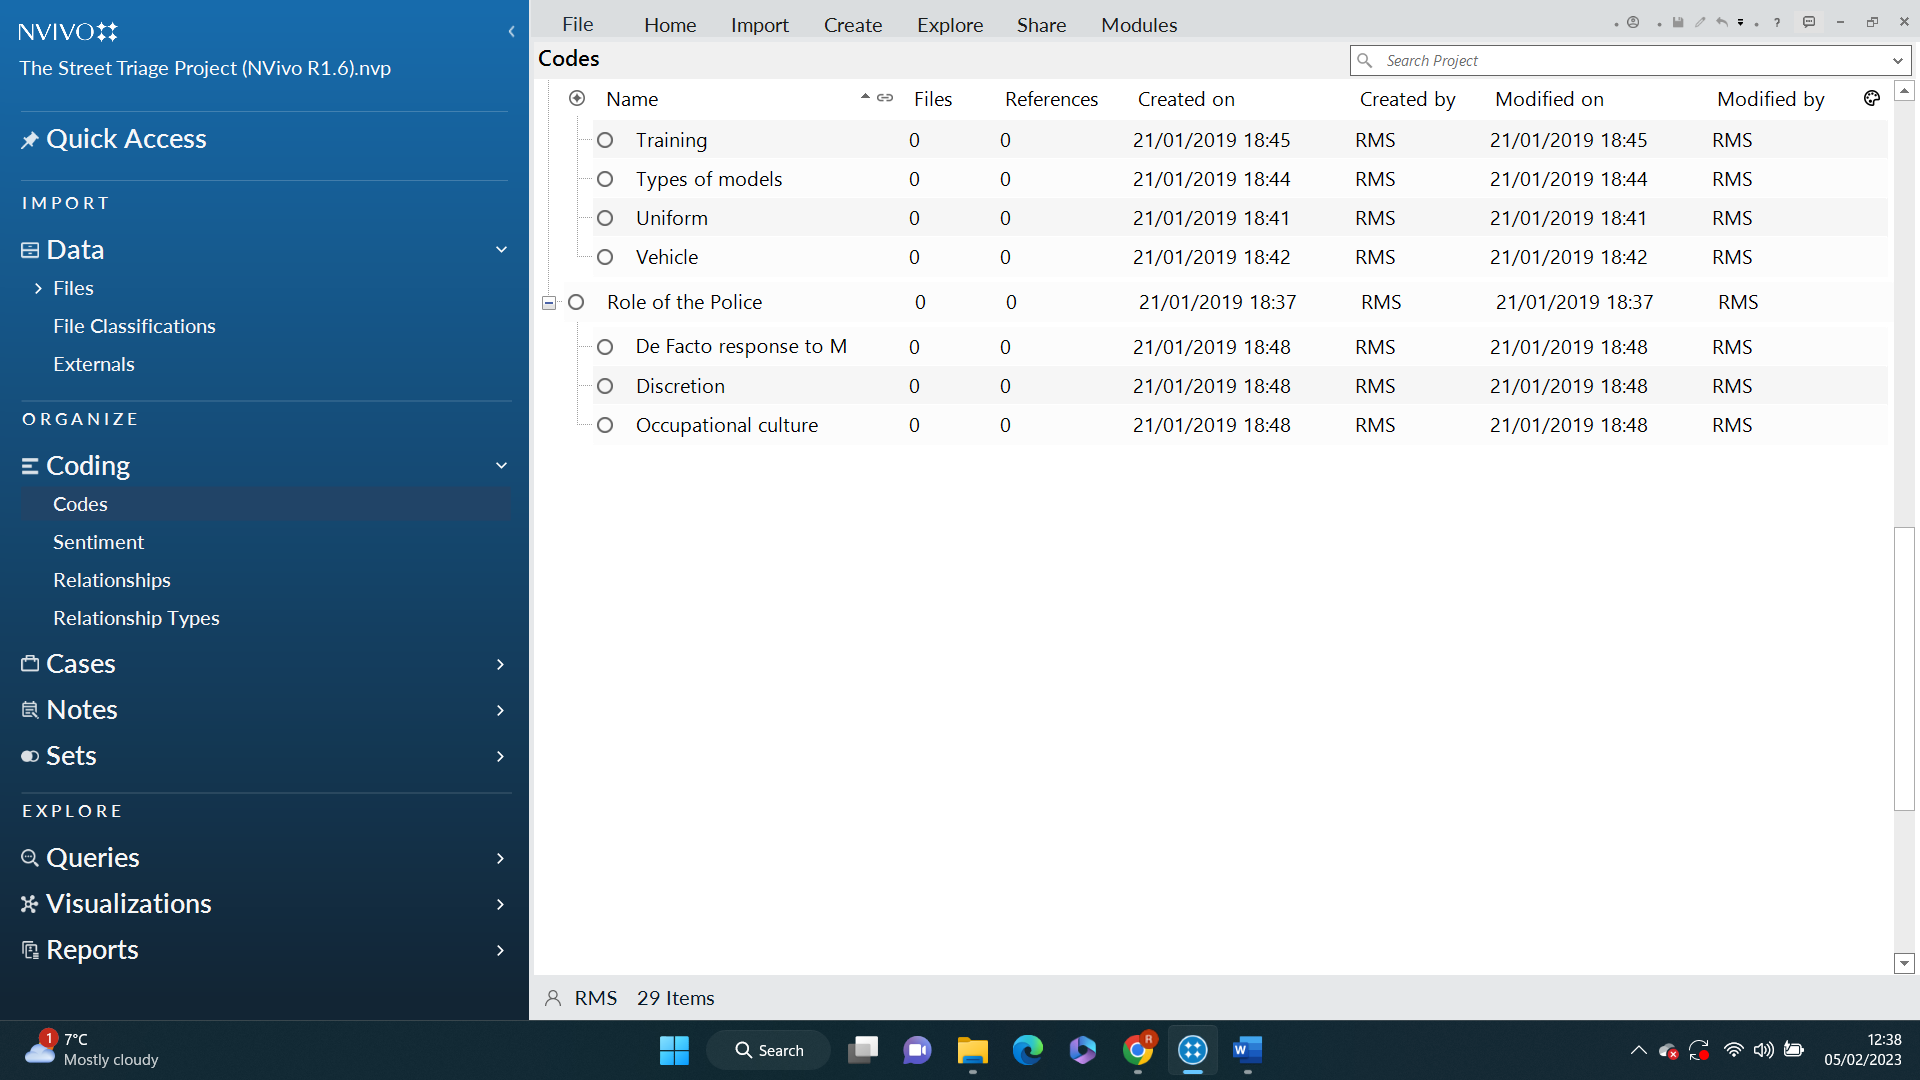 NVIVO
The Street Triage Project (NVivo R1.6).nvp
Quick Access
IMPORT
Data
Files
File Classifications
Externals
ORGANIZE
Coding
Codes
Sentiment
Relationships
Relationship Types
Cases
Notes
Sets
EXPLORE
Queries
Visualizations
Reports
File Home Import Create Explore Share Modules ?
Codes Search Project
Name Files References Created on Created by Modified on Modified by
Training 0 0 21/01/2019 18:45 RMS 21/01/2019 18:45 RMS
Types of models 0 0 21/01/2019 18:44 RMS 21/01/2019 18:44 RMS
Uniform 0 0 21/01/2019 18:41 RMS 21/01/2019 18:41 RMS
Vehicle 0 0 21/01/2019 18:42 RMS 21/01/2019 18:42 RMS
Role of the Police 0 0 21/01/2019 18:37 RMS 21/01/2019 18:37 RMS
De Facto response to M 0 0 21/01/2019 18:48 RMS 21/01/2019 18:48 RMS
Discretion 0 0 21/01/2019 18:48 RMS 21/01/2019 18:48 RMS
Occupational culture 0 0 21/01/2019 18:48 RMS 21/01/2019 18:48 RMS
RMS 29 Items
1 7°C
Mostly cloudy
Search
R
W
12:38
05/02/2023